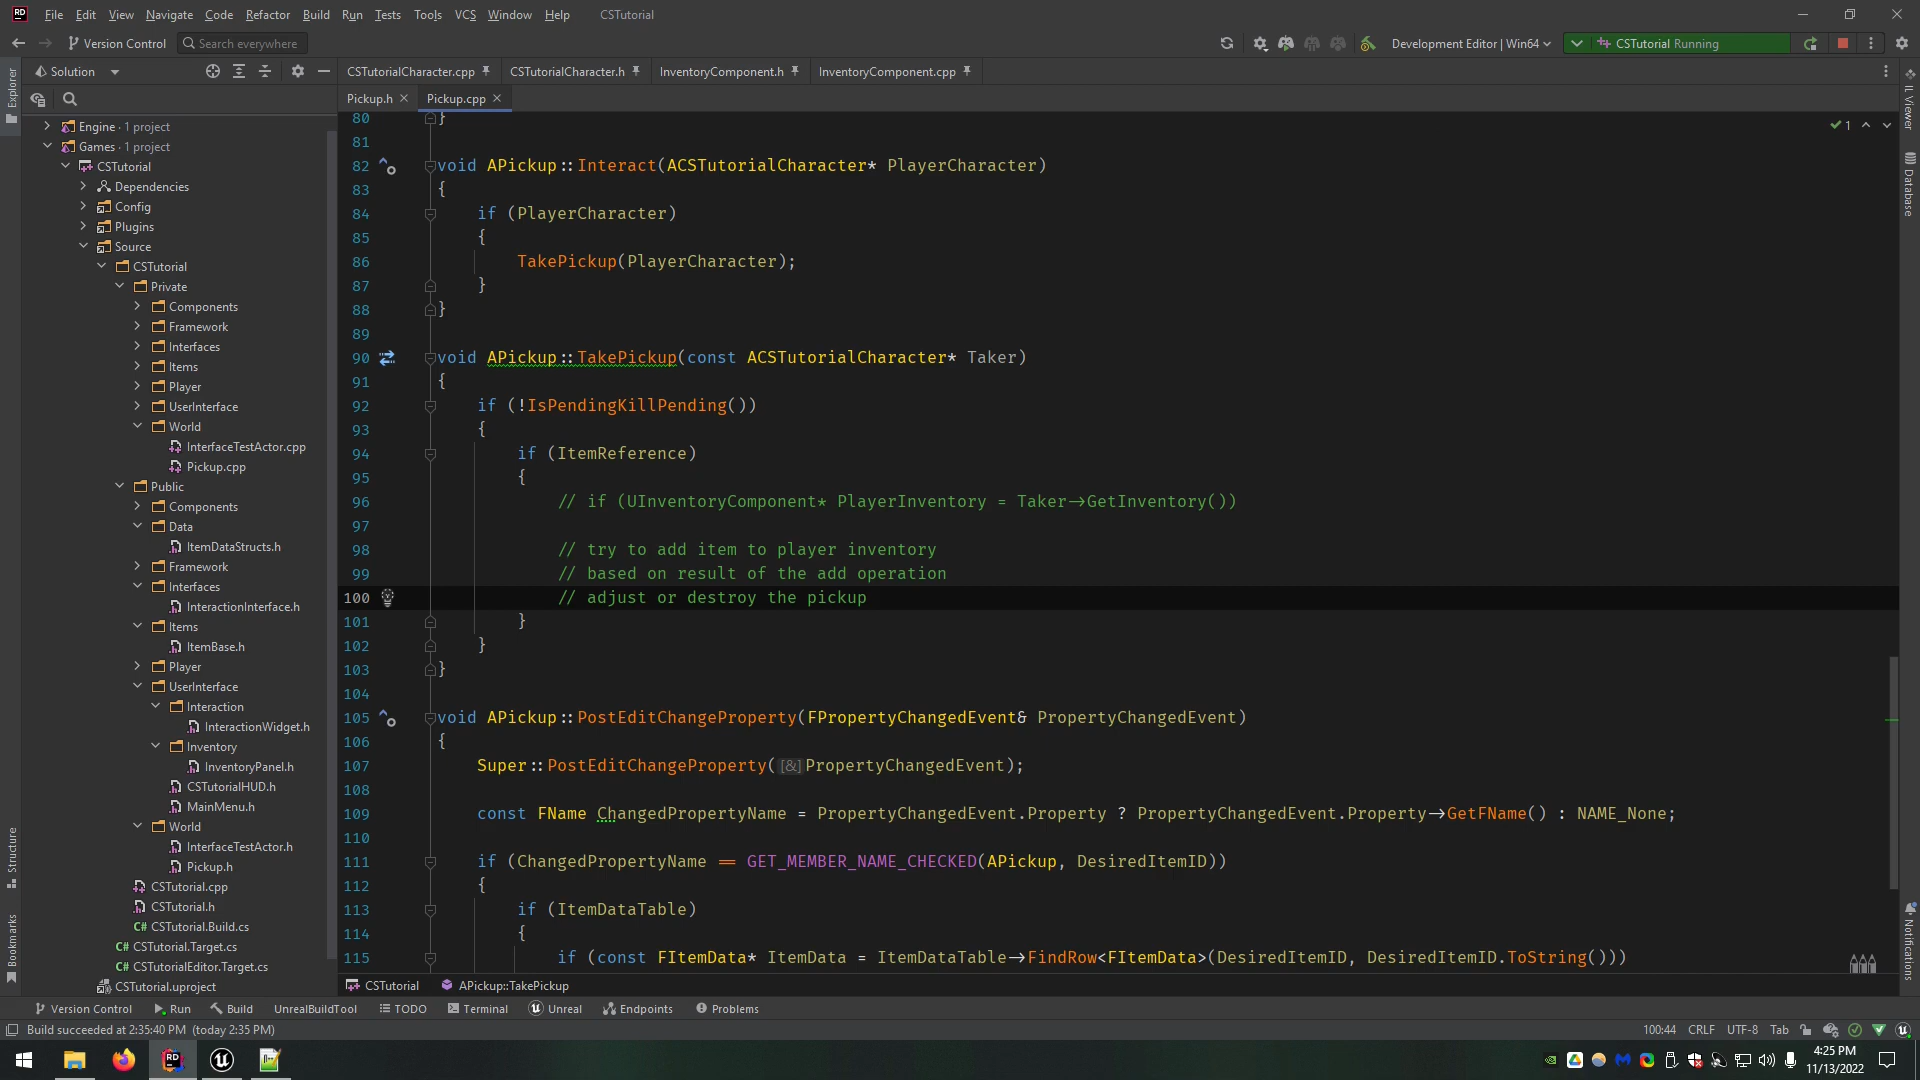 File Edit View Navigate Code Refactor Build Run Tests Tools VCS Window Help CSTutorial
Version Control Search everywhere Development Editor | Win64 CSTutorial Running
Explorer
Solution
CSTutorialCharacter.cpp CSTutorialCharacter.h InventoryComponent.h InventoryComponent.cpp
Pickup.h Pickup.cpp
Engine · 1 project
Games · 1 project
CSTutorial
Dependencies
Config
Plugins
Source
CSTutorial
Private
Components
Framework
Interfaces
Items
Player
UserInterface
World
InterfaceTestActor.cpp
Pickup.cpp
Public
Components
Data
ItemDataStructs.h
Framework
Interfaces
InteractionInterface.h
Items
ItemBase.h
Player
UserInterface
Interaction
InteractionWidget.h
Inventory
InventoryPanel.h
CSTutorialHUD.h
MainMenu.h
World
InterfaceTestActor.h
Pickup.h
CSTutorial.cpp
CSTutorial.h
C# CSTutorial.Build.cs
C# CSTutorial.Target.cs
C# CSTutorialEditor.Target.cs
CSTutorial.uproject
Structure
Bookmarks
80 }
81
82 void APickup::Interact(ACSTutorialCharacter* PlayerCharacter)
83 {
84 if (PlayerCharacter)
85 {
86 TakePickup(PlayerCharacter);
87 }
88 }
89
90 void APickup::TakePickup(const ACSTutorialCharacter* Taker)
91 {
92 if (!IsPendingKillPending())
93 {
94 if (ItemReference)
95 {
96 // if (UInventoryComponent* PlayerInventory = Taker->GetInventory())
97
98 // try to add item to player inventory
99 // based on result of the add operation
100 // adjust or destroy the pickup
101 }
102 }
103 }
104
105 void APickup::PostEditChangeProperty(FPropertyChangedEvent& PropertyChangedEvent)
106 {
107 Super::PostEditChangeProperty([&]PropertyChangedEvent);
108
109 const FName ChangedPropertyName = PropertyChangedEvent.Property ? PropertyChangedEvent.Property->GetFName() : NAME_None;
110
111 if (ChangedPropertyName == GET_MEMBER_NAME_CHECKED(APickup, DesiredItemID))
112 {
113 if (ItemDataTable)
114 {
115 if (const FItemData* ItemData = ItemDataTable->FindRow<FItemData>(DesiredItemID, DesiredItemID.ToString()))
1
IL Viewer
Database
Notifications
CSTutorial APickup::TakePickup
Version Control Run Build UnrealBuildTool TODO Terminal Unreal Endpoints Problems
Build succeeded at 2:35:40 PM (today 2:35 PM) 100:44 CRLF UTF-8 Tab
4:25 PM
11/13/2022